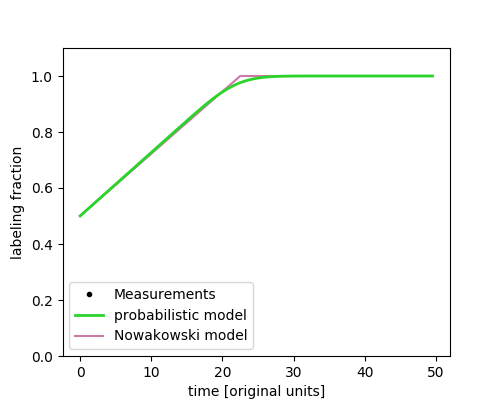 1.0
0.8
0.6
0.4
0.2
0.0
labeling fraction
Measurements
probabilistic model
Nowakowski model
0 10 20 30 40 50
time [original units]